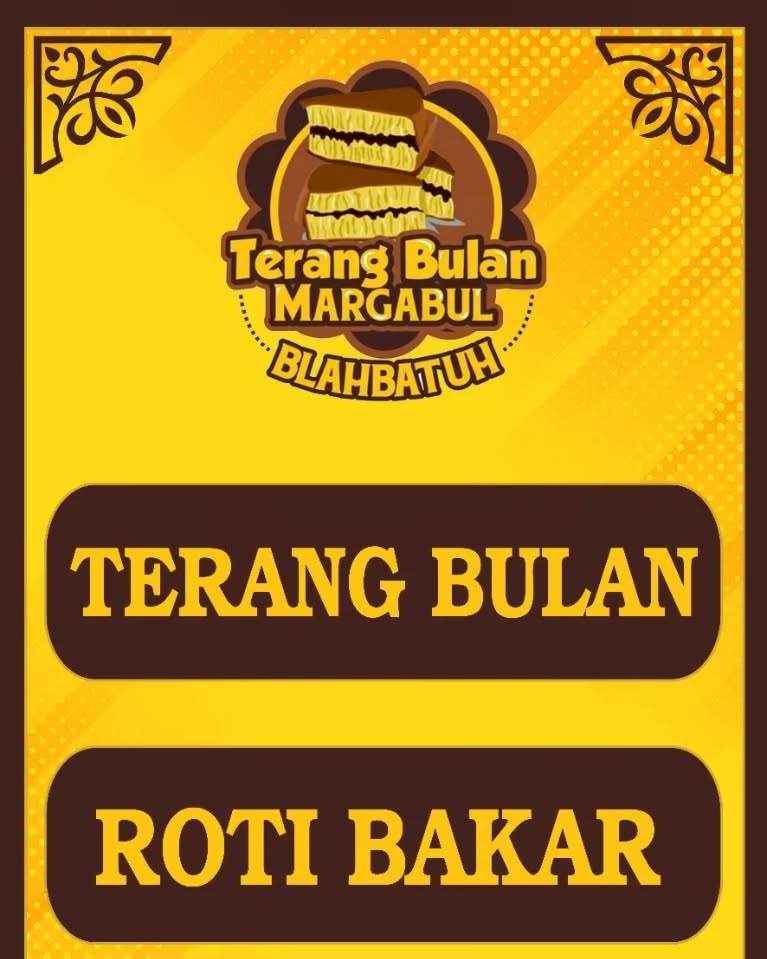 Terang Bulan
MARGABUL
BLAHBATUH
TERANG BULAN
ROTI BAKAR